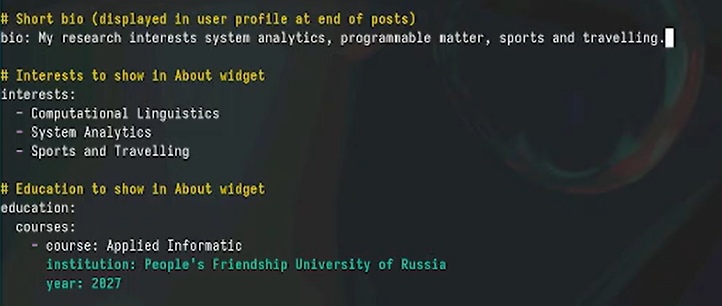 # Short bio (displayed in user profile at end of posts)
bio: My research interests system analytics, programmable matter, sports and travelling.
# Interests to show in About widget
interests:
- Computational Linguistics
- System Analytics
- Sports and Travelling
# Education to show in About widget
education:
courses:
- course: Applied Informatic
institution: People's Friendship University of Russia
year: 2027